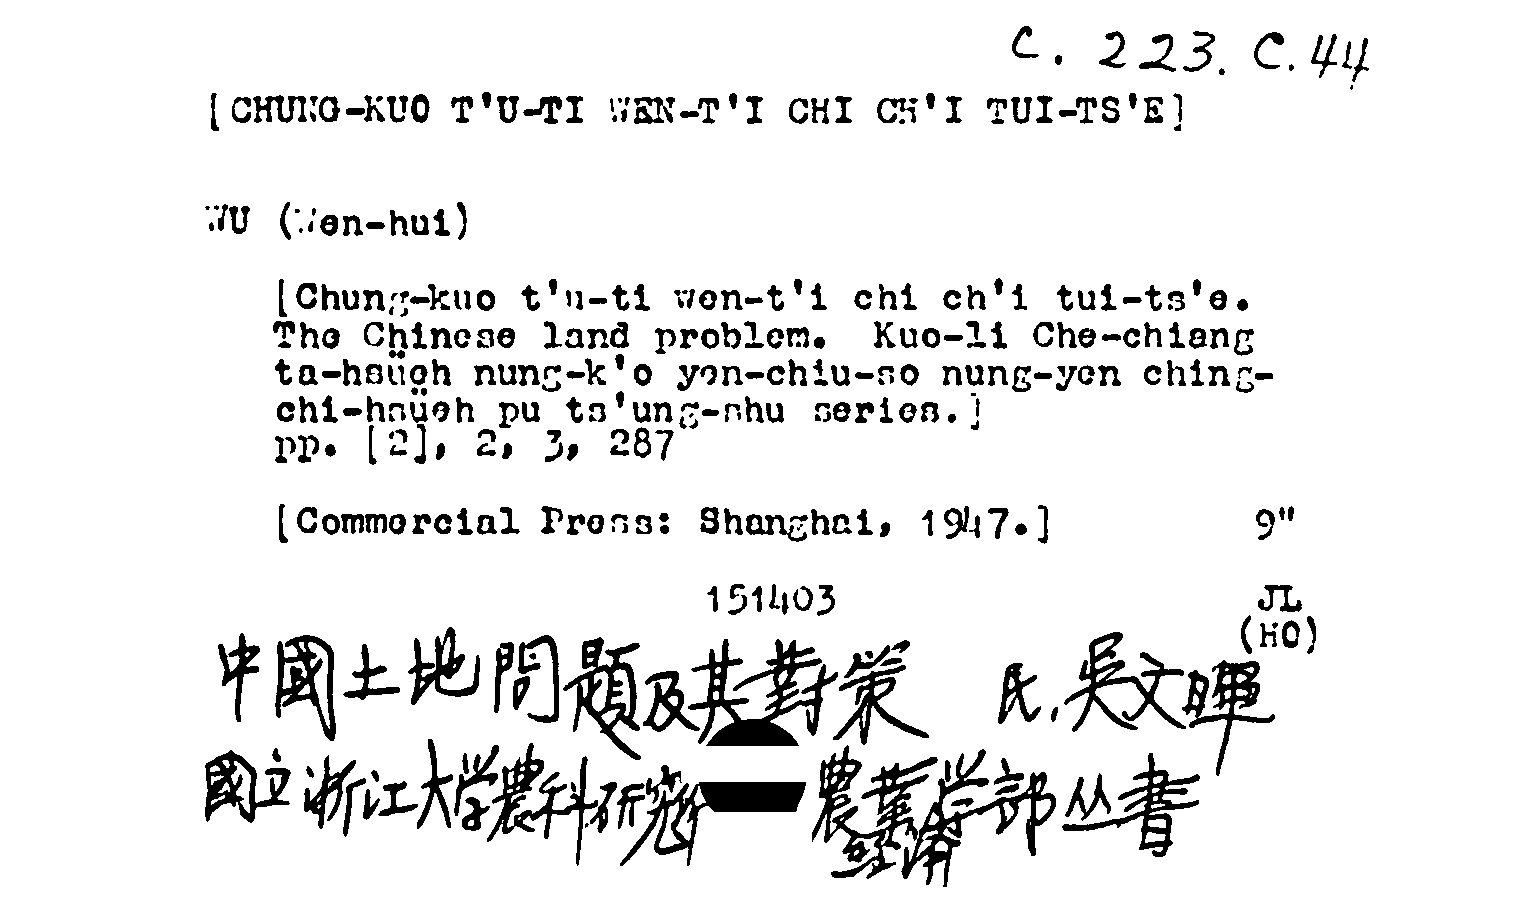 C. 223. C. 44
[CHUNG-KUO T'U-TI WEN-T'I CHI CH'I TUI-TS'E]
WU (Wen-hui)
[Chung-kuo t'u-ti wen-t'i chi ch'i tui-ts'e.
The Chinese land problem. Kuo-li Che-chiang
ta-hsüeh nung-k'o yen-chiu-so nung-yen ching-
chi-hsüeh pu ts'ung-shu series.]
pp. [2], 2, 3, 287
[Commercial Press: Shanghai, 1947.] 9"
151403 JL
(HO)
中國土地問題及其對策 民.吳文暉
國立浙江大学農科研究所 農業学部丛書
經濟